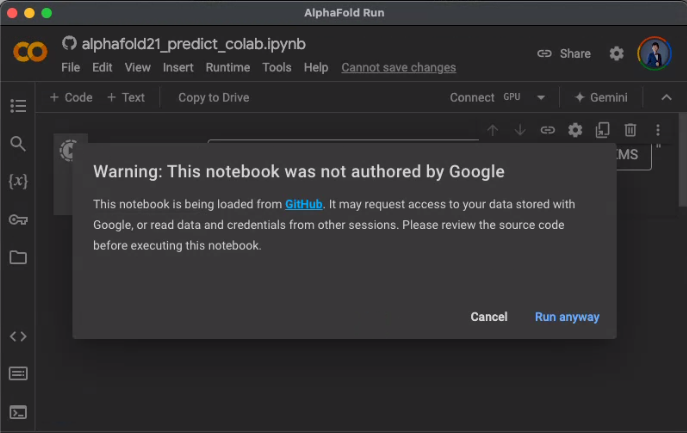 AlphaFold Run
alphafold21_predict_colab.ipynb
Share
File Edit View Insert Runtime Tools Help Cannot save changes
+ Code + Text Copy to Drive Connect GPU Gemini
{x}
Warning: This notebook was not authored by Google
This notebook is being loaded from GitHub. It may request access to your data stored with
Google, or read data and credentials from other sessions. Please review the source code
before executing this notebook.
Cancel Run anyway